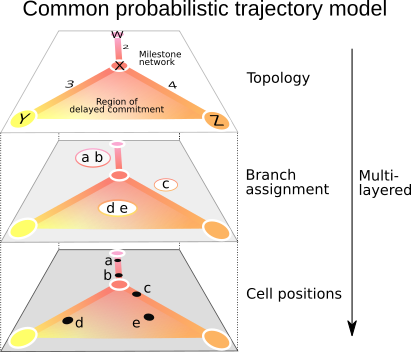 Common probabilistic trajectory model
W
2
Milestone
network
X
3
4
Topology
Region of
delayed commitment
Y
Z
a b
c
Branch
assignment
Multi-
layered
d e
a
b
c
Cell positions
d
e